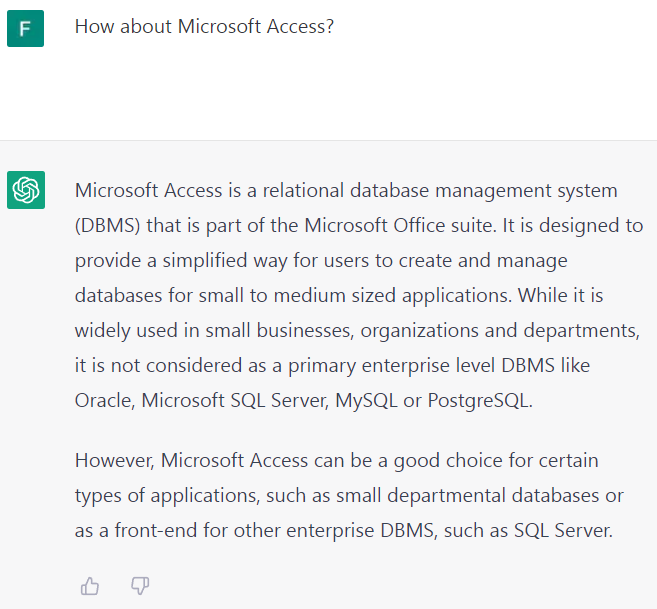 F
How about Microsoft Access?
Microsoft Access is a relational database management system
(DBMS) that is part of the Microsoft Office suite. It is designed to
provide a simplified way for users to create and manage
databases for small to medium sized applications. While it is
widely used in small businesses, organizations and departments,
it is not considered as a primary enterprise level DBMS like
Oracle, Microsoft SQL Server, MySQL or PostgreSQL.
However, Microsoft Access can be a good choice for certain
types of applications, such as small departmental databases or
as a front-end for other enterprise DBMS, such as SQL Server.